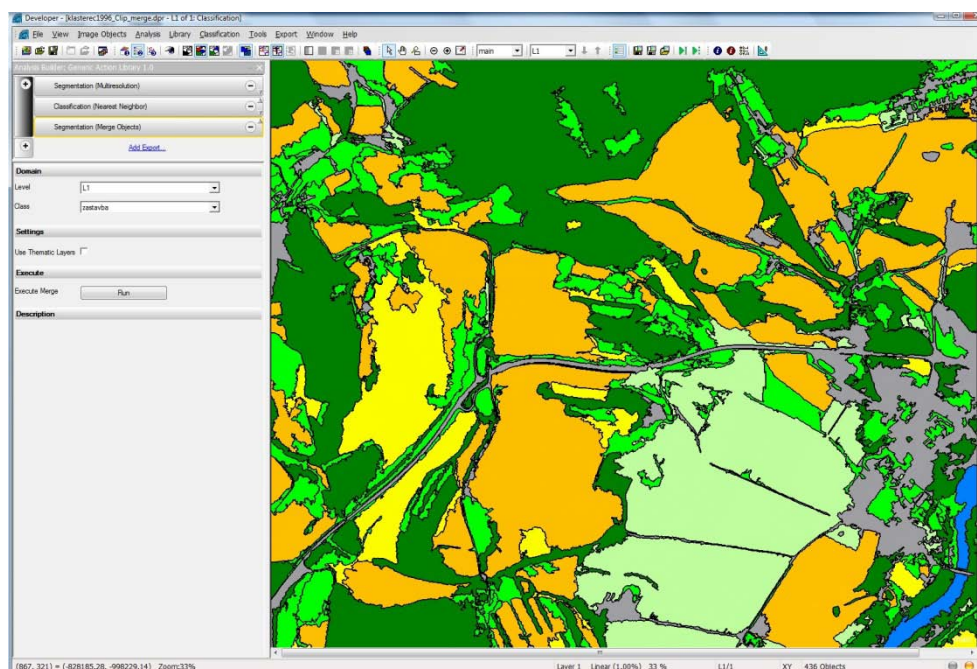 Developer - [klasterec1996_Clip_merge.dpr - L1 of 1: Classification]
File View Image Objects Analysis Library Classification Tools Export Window Help
main L1
Analysis Builder: Generic Action Library 1.0
Segmentation (Multiresolution)
Classification (Nearest Neighbor)
Segmentation (Merge Objects)
Add Export...
Domain
Level L1
Class zastavba
Settings
Use Thematic Layers
Execute
Execute Merge Run
Description
(867, 321) = (-828185.28, -998229.14) Zoom:33% Layer 1 Linear (1.00%) 33 % L1/1 XY 436 Objects